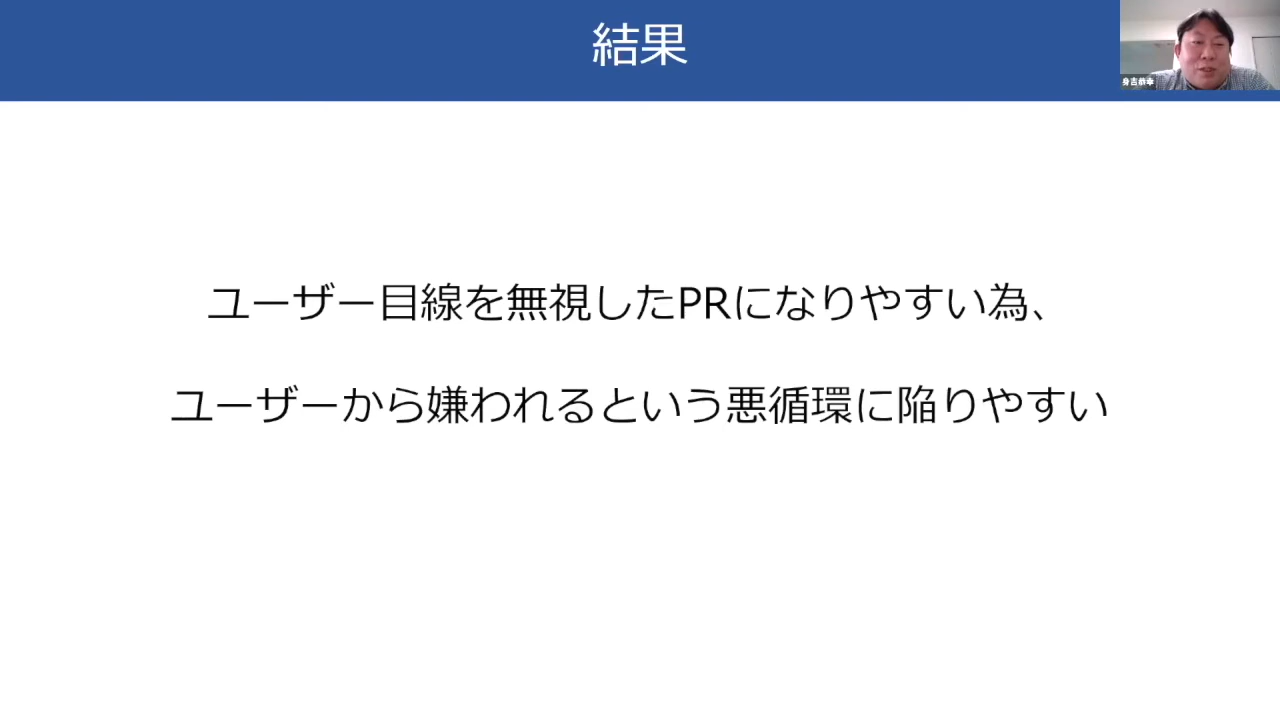 結果
ユーザー目線を無視したPRになりやすい為、
ユーザーから嫌われるという悪循環に陥りやすい